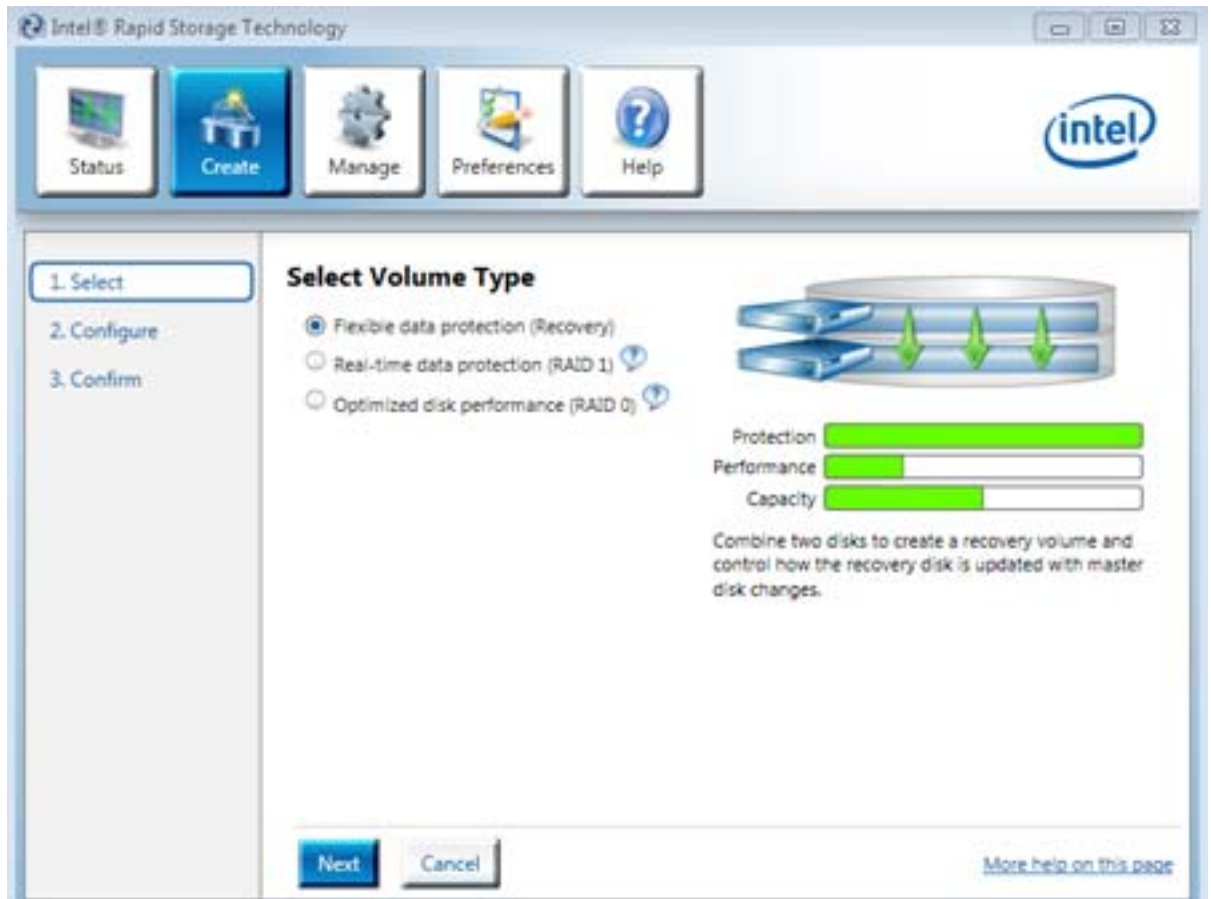 Intel® Rapid Storage Technology
Status
Create
Manage
Preferences
Help
intel
1. Select
2. Configure
3. Confirm
Select Volume Type
Flexible data protection (Recovery)
Real-time data protection (RAID 1)
Optimized disk performance (RAID 0)
Protection
Performance
Capacity
Combine two disks to create a recovery volume and
control how the recovery disk is updated with master
disk changes.
Next
Cancel
More help on this page